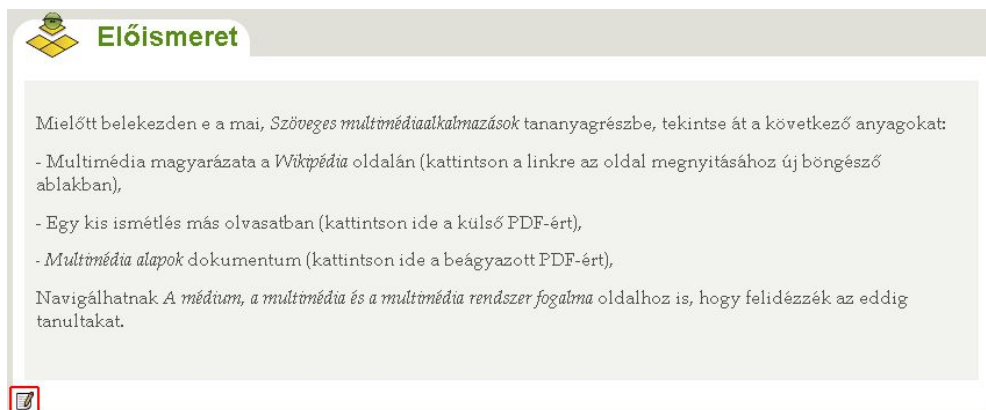 Előismeret
Mielőtt belekezden e a mai, Szöveges multimédiaalkalmazások tananyagrészbe, tekintse át a következő anyagokat:
- Multimédia magyarázata a Wikipédia oldalán (kattintson a linkre az oldal megnyitásához új böngésző
ablakban),
- Egy kis ismétlés más olvasatban (kattintson ide a külső PDF-ért),
- Multimédia alapok dokumentum (kattintson ide a beágyazott PDF-ért),
Navigálhatnak A médium, a multimédia és a multimédia rendszer fogalma oldalhoz is, hogy felidézzék az eddig
tanultakat.